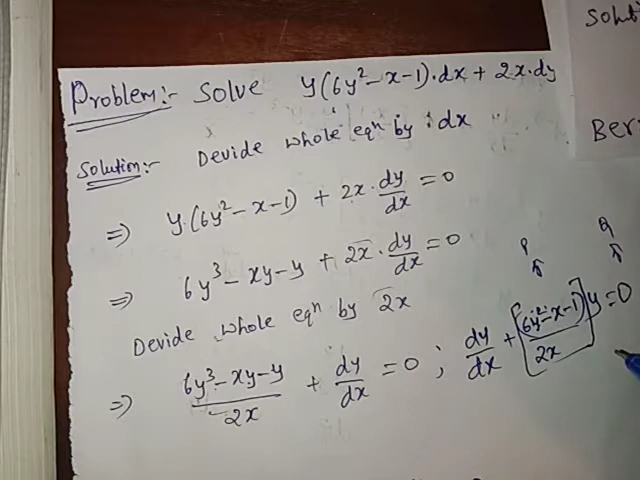 Solut
Ber
Problem:- Solve y(6y²-x-1).dx + 2x.dy
Solution:- Devide whole eqn by : dx
⇒ y.(6y²-x-1) + 2x.dy/dx = 0
⇒ 6y³-xy-y + 2x.dy/dx = 0
Devide whole eqn by 2x
P Q
⇒ (6y³-xy-y)/2x + dy/dx = 0 ; dy/dx + [(6y²-x-1)/2x]y = 0